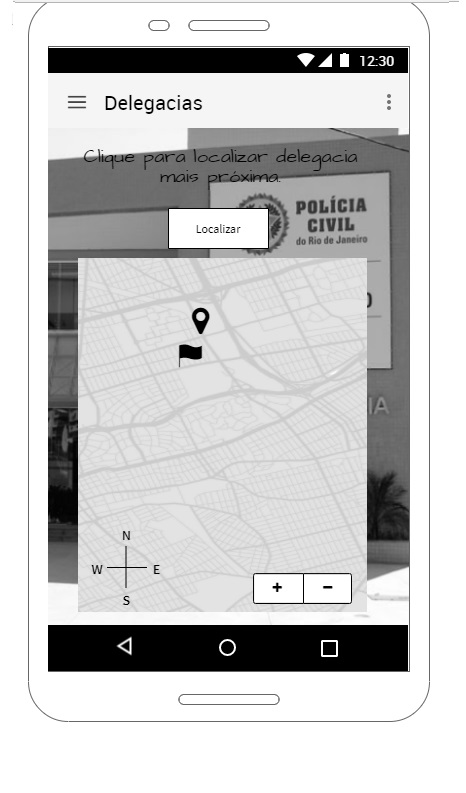 12:30
Delegacias
Clique para localizar delegacia
mais próxima.
POLÍCIA
CIVIL
do Rio de Janeiro
Localizar
N
W E
S
+ −